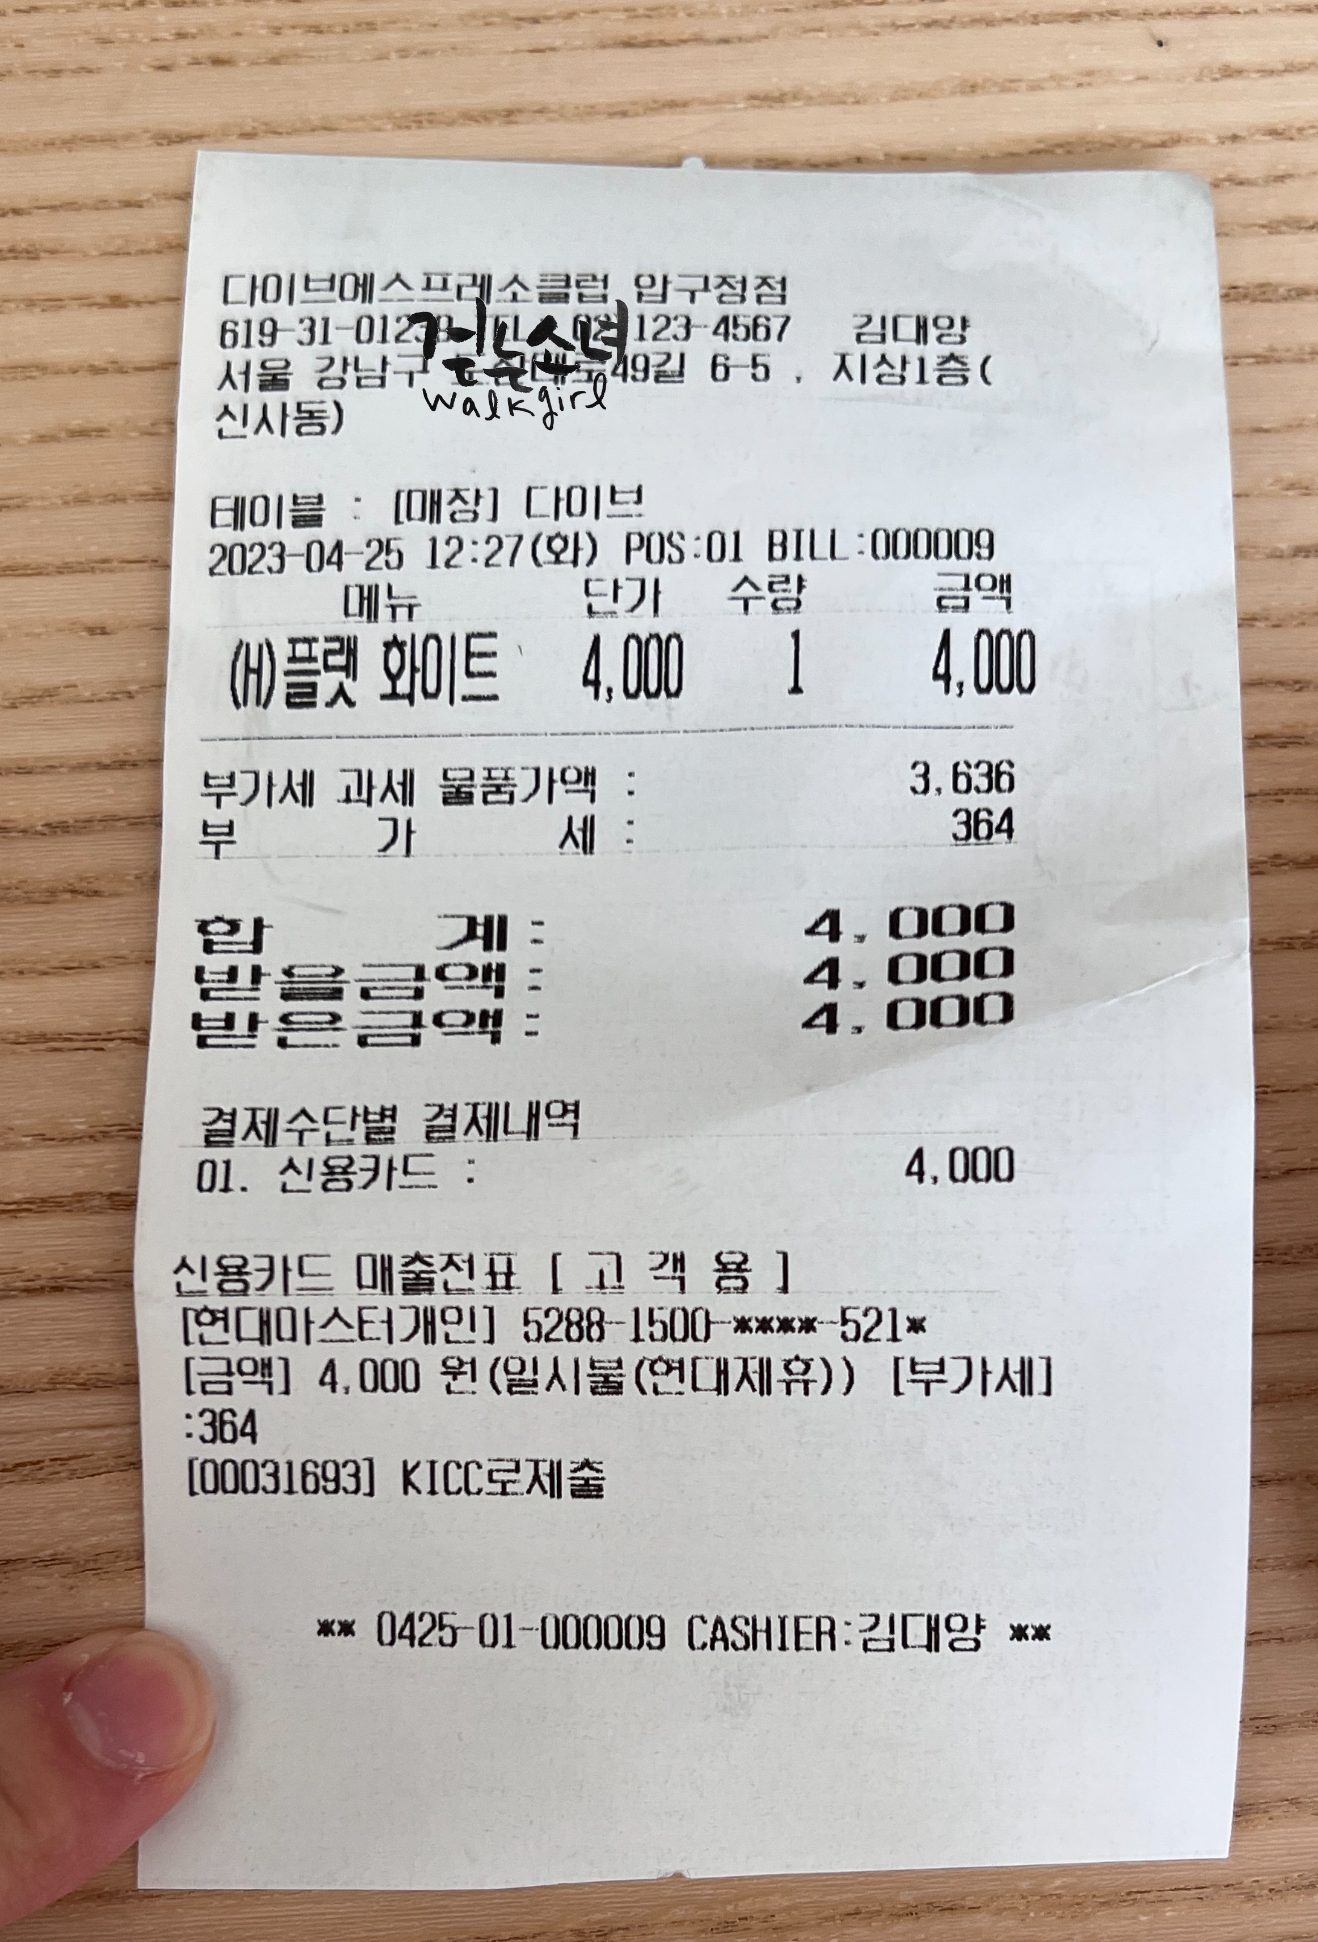 다이브에스프레소클럽 압구정점
619-31-01238 TEL : 02 123-4567 김대양
서울 강남구 도산대로49길 6-5 , 지상1층(
신사동)
걷는소녀
walkgirl
테이블 : [매장] 다이브
2023-04-25 12:27(화) POS:01 BILL:000009
메뉴 단가 수량 금액
(H)플랫 화이트 4,000 1 4,000
부가세 과세 물품가액 : 3,636
부 가 세 : 364
합 계 : 4,000
받을금액 : 4,000
받은금액 : 4,000
결제수단별 결제내역
01. 신용카드 : 4,000
신용카드 매출전표 [ 고 객 용 ]
[현대마스터개인] 5288-1500-****-521*
[금액] 4,000 원(일시불(현대제휴)) [부가세]
:364
[00031693] KICC로제출
** 0425-01-000009 CASHIER:김대양 **